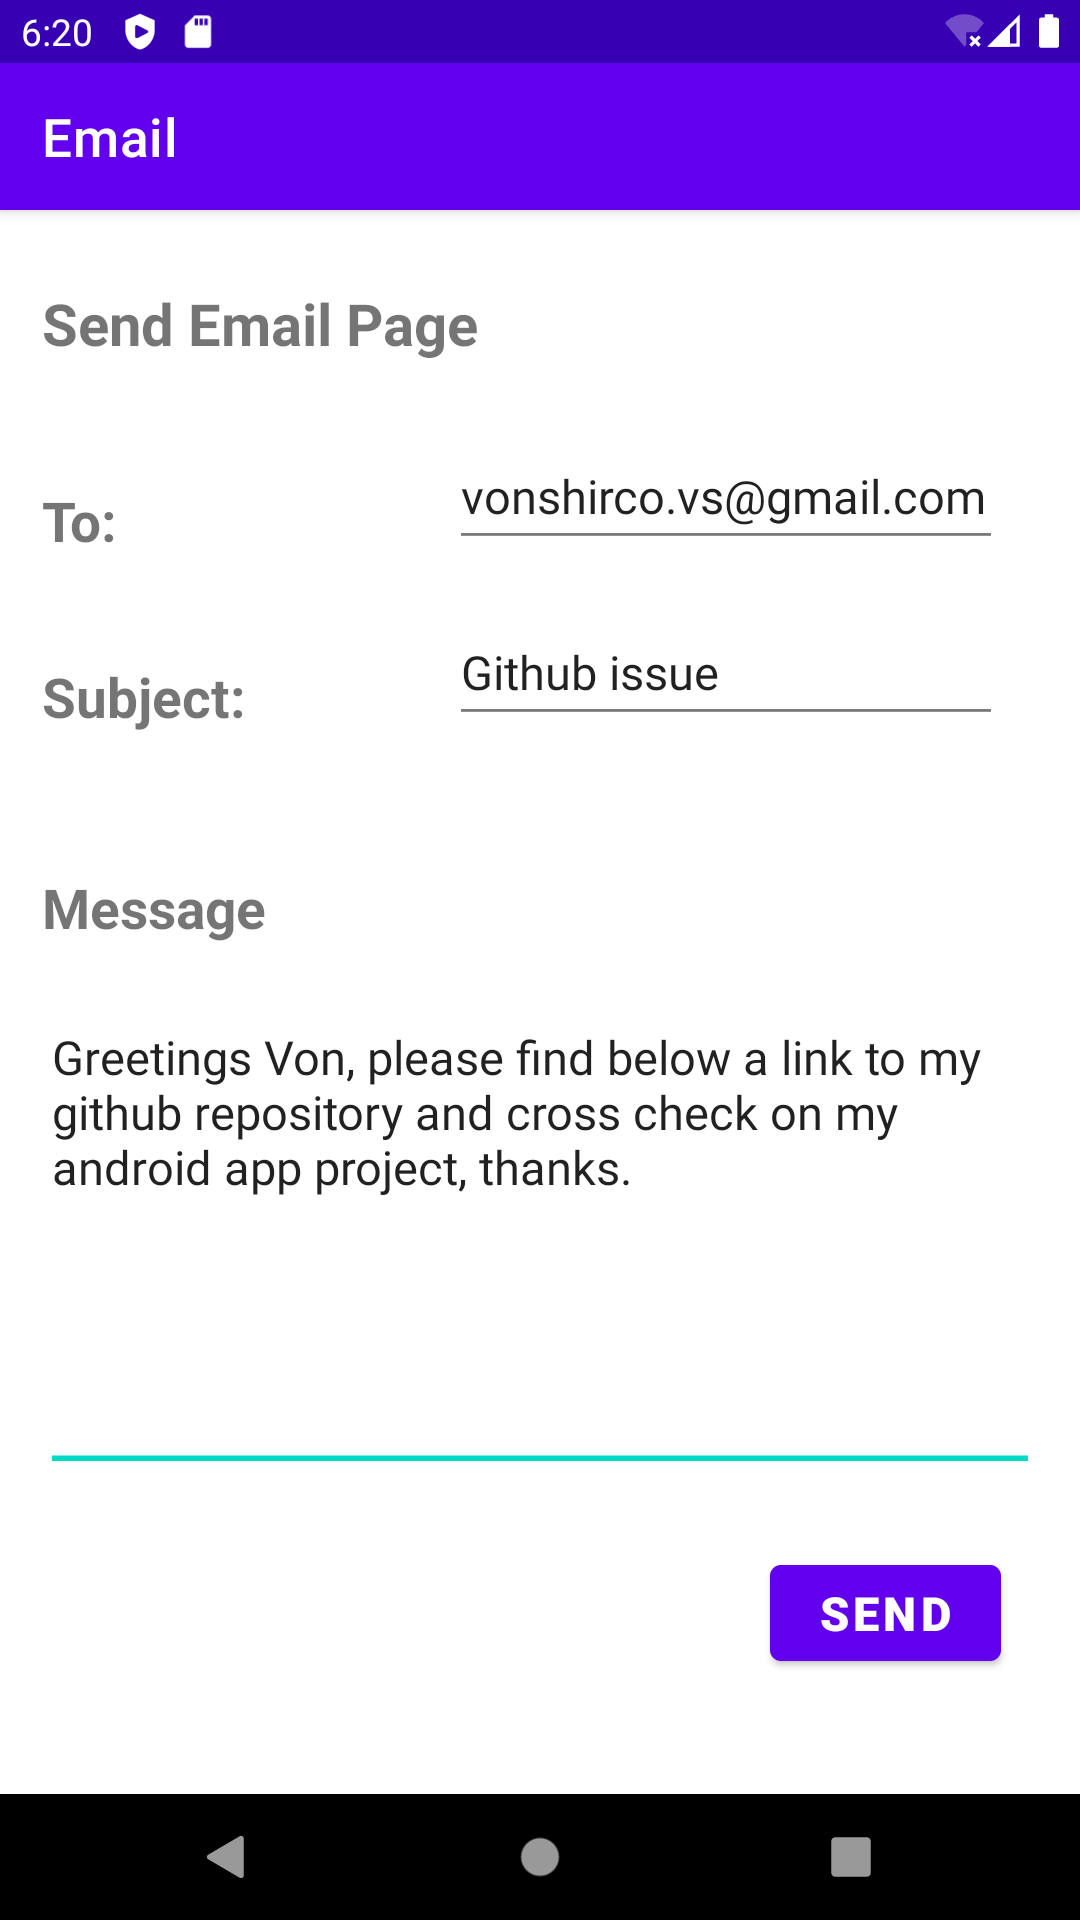 6:20
Email
Send Email Page
To:
vonshirco.vs@gmail.com
Subject:
Github issue
Message
Greetings Von, please find below a link to my
github repository and cross check on my
android app project, thanks.
SEND